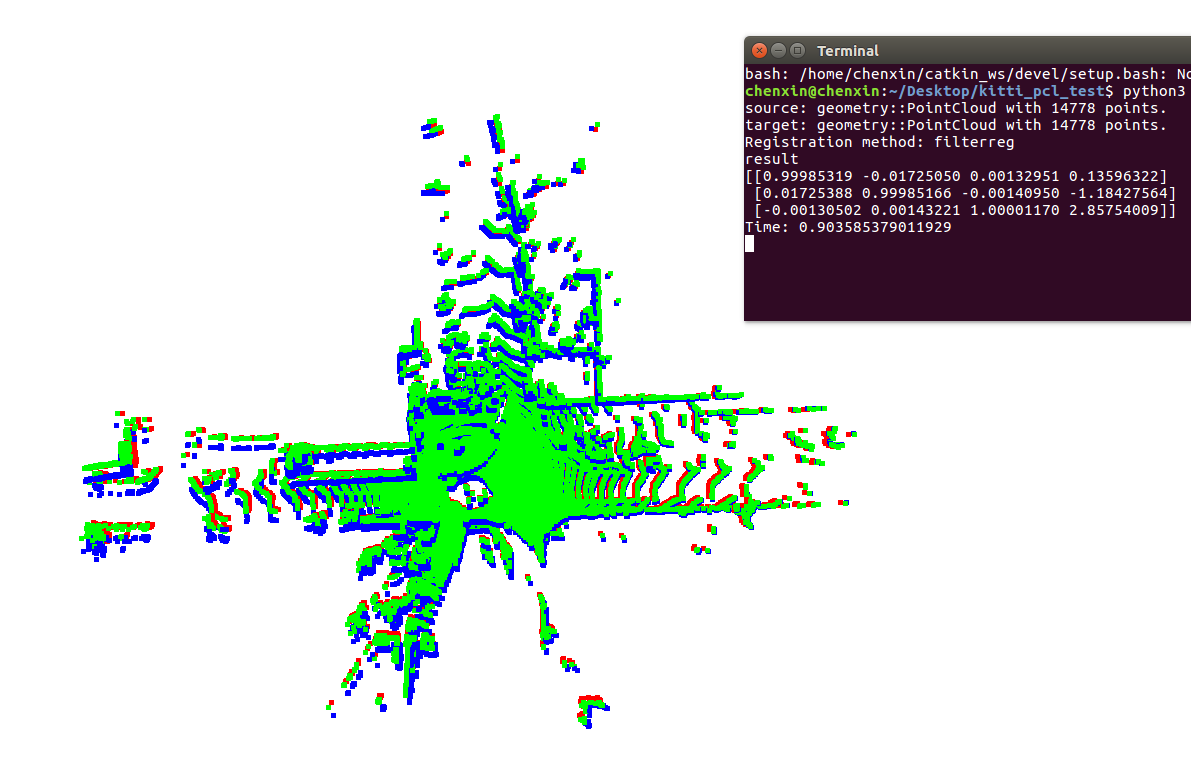 Terminal
bash: /home/chenxin/catkin_ws/devel/setup.bash: No
chenxin@chenxin:~/Desktop/kitti_pcl_test$ python3
source: geometry::PointCloud with 14778 points.
target: geometry::PointCloud with 14778 points.
Registration method: filterreg
result
[[0.99985319 -0.01725050 0.00132951 0.13596322]
[0.01725388 0.99985166 -0.00140950 -1.18427564]
[-0.00130502 0.00143221 1.00001170 2.85754009]]
Time: 0.903585379011929